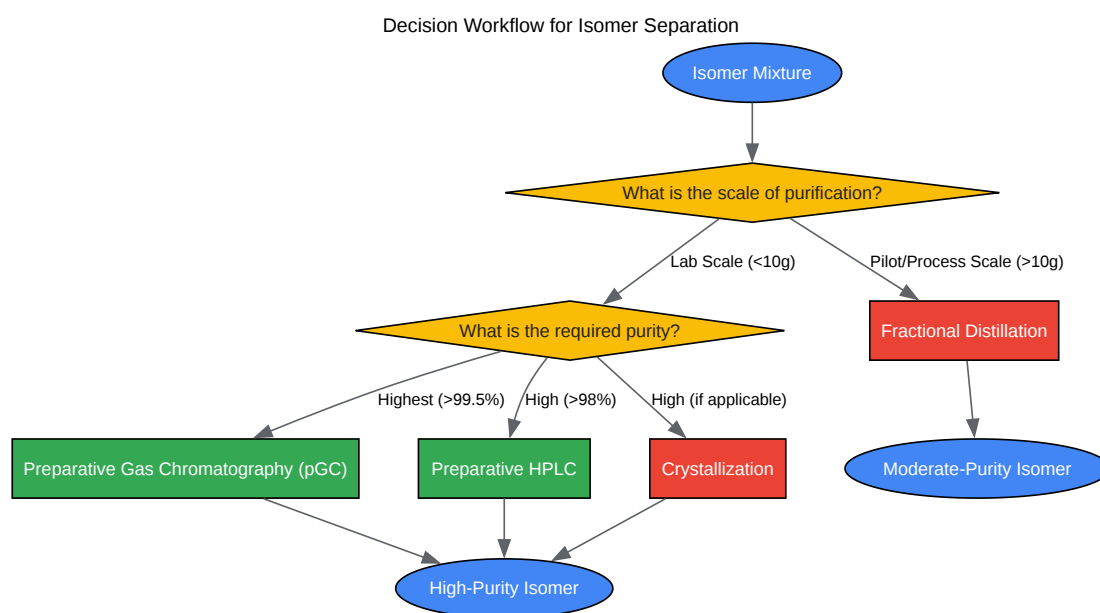 Decision Workflow for Isomer Separation
Isomer Mixture
What is the scale of purification?
Lab Scale (<10g)
Pilot/Process Scale (>10g)
What is the required purity?
Fractional Distillation
Highest (>99.5%)
High (>98%)
High (if applicable)
Preparative Gas Chromatography (pGC)
Preparative HPLC
Crystallization
Moderate-Purity Isomer
High-Purity Isomer